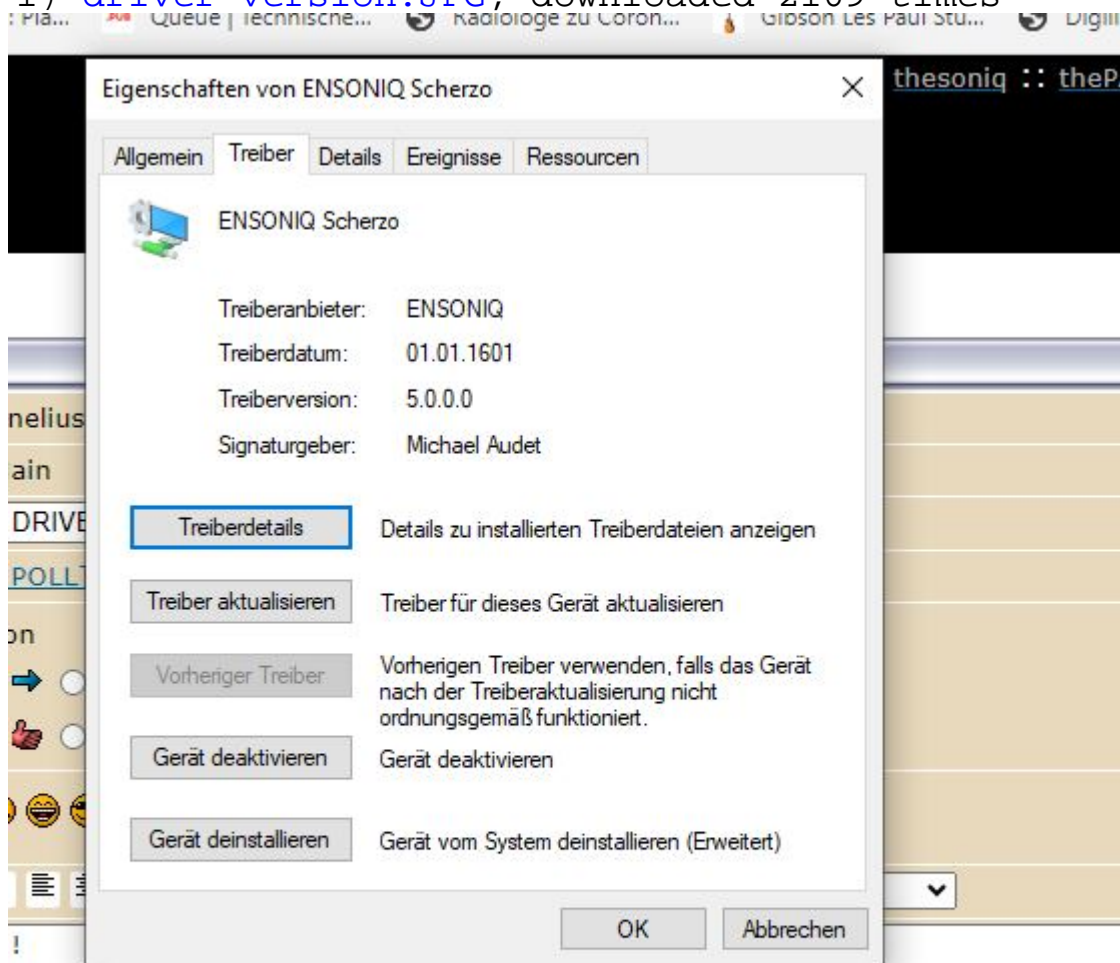 1) driver version.JPG, downloaded 2109 times
Queue | Technische...
Radiologe zu Coron...
Gibson Les Paul Stu...
Eigenschaften von ENSONIQ Scherzo
thesoniq ::
Allgemein Treiber Details Ereignisse Ressourcen
ENSONIQ Scherzo
Treiberanbieter: ENSONIQ
Treiberdatum: 01.01.1601
Treiberversion: 5.0.0.0
Signaturgeber: Michael Audet
nelius
ain
DRIVE
POLL
on
Treiberdetails Details zu installierten Treiberdateien anzeigen
Treiber aktualisieren Treiber für dieses Gerät aktualisieren
Vorheriger Treiber Vorherigen Treiber verwenden, falls das Gerät
nach der Treiberaktualisierung nicht
ordnungsgemäß funktioniert.
Gerät deaktivieren Gerät deaktivieren
Gerät deinstallieren Gerät vom System deinstallieren (Erweitert)
OK Abbrechen
!